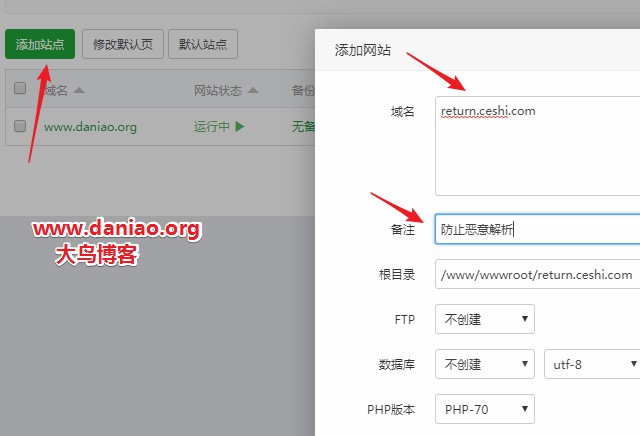 添加站点 修改默认页 默认站点
域名 网站状态 备份
www.daniao.org 运行中 无备
www.daniao.org
大鸟博客
添加网站
域名 return.ceshi.com
备注 防止恶意解析
根目录 /www/wwwroot/return.ceshi.com
FTP 不创建
数据库 不创建 utf-8
PHP版本 PHP-70